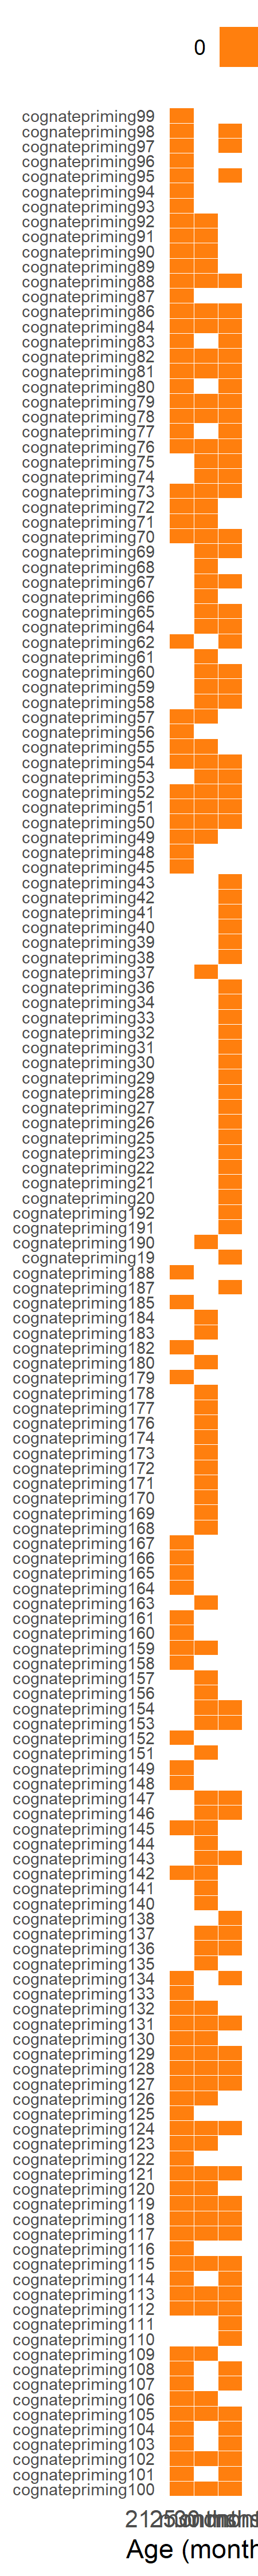 0
cognatepriming99
cognatepriming98
cognatepriming97
cognatepriming96
cognatepriming95
cognatepriming94
cognatepriming93
cognatepriming92
cognatepriming91
cognatepriming90
cognatepriming89
cognatepriming88
cognatepriming87
cognatepriming86
cognatepriming84
cognatepriming83
cognatepriming82
cognatepriming81
cognatepriming80
cognatepriming79
cognatepriming78
cognatepriming77
cognatepriming76
cognatepriming75
cognatepriming74
cognatepriming73
cognatepriming72
cognatepriming71
cognatepriming70
cognatepriming69
cognatepriming68
cognatepriming67
cognatepriming66
cognatepriming65
cognatepriming64
cognatepriming62
cognatepriming61
cognatepriming60
cognatepriming59
cognatepriming58
cognatepriming57
cognatepriming56
cognatepriming55
cognatepriming54
cognatepriming53
cognatepriming52
cognatepriming51
cognatepriming50
cognatepriming49
cognatepriming48
cognatepriming45
cognatepriming43
cognatepriming42
cognatepriming41
cognatepriming40
cognatepriming39
cognatepriming38
cognatepriming37
cognatepriming36
cognatepriming34
cognatepriming33
cognatepriming32
cognatepriming31
cognatepriming30
cognatepriming29
cognatepriming28
cognatepriming27
cognatepriming26
cognatepriming25
cognatepriming23
cognatepriming22
cognatepriming21
cognatepriming20
cognatepriming192
cognatepriming191
cognatepriming190
cognatepriming19
cognatepriming188
cognatepriming187
cognatepriming185
cognatepriming184
cognatepriming183
cognatepriming182
cognatepriming180
cognatepriming179
cognatepriming178
cognatepriming177
cognatepriming176
cognatepriming174
cognatepriming173
cognatepriming172
cognatepriming171
cognatepriming170
cognatepriming169
cognatepriming168
cognatepriming167
cognatepriming166
cognatepriming165
cognatepriming164
cognatepriming163
cognatepriming161
cognatepriming160
cognatepriming159
cognatepriming158
cognatepriming157
cognatepriming156
cognatepriming154
cognatepriming153
cognatepriming152
cognatepriming151
cognatepriming149
cognatepriming148
cognatepriming147
cognatepriming146
cognatepriming145
cognatepriming144
cognatepriming143
cognatepriming142
cognatepriming141
cognatepriming140
cognatepriming138
cognatepriming137
cognatepriming136
cognatepriming135
cognatepriming134
cognatepriming133
cognatepriming132
cognatepriming131
cognatepriming130
cognatepriming129
cognatepriming128
cognatepriming127
cognatepriming126
cognatepriming125
cognatepriming124
cognatepriming123
cognatepriming122
cognatepriming121
cognatepriming120
cognatepriming119
cognatepriming118
cognatepriming117
cognatepriming116
cognatepriming115
cognatepriming114
cognatepriming113
cognatepriming112
cognatepriming111
cognatepriming110
cognatepriming109
cognatepriming108
cognatepriming107
cognatepriming106
cognatepriming105
cognatepriming104
cognatepriming103
cognatepriming102
cognatepriming101
cognatepriming100
Age (month